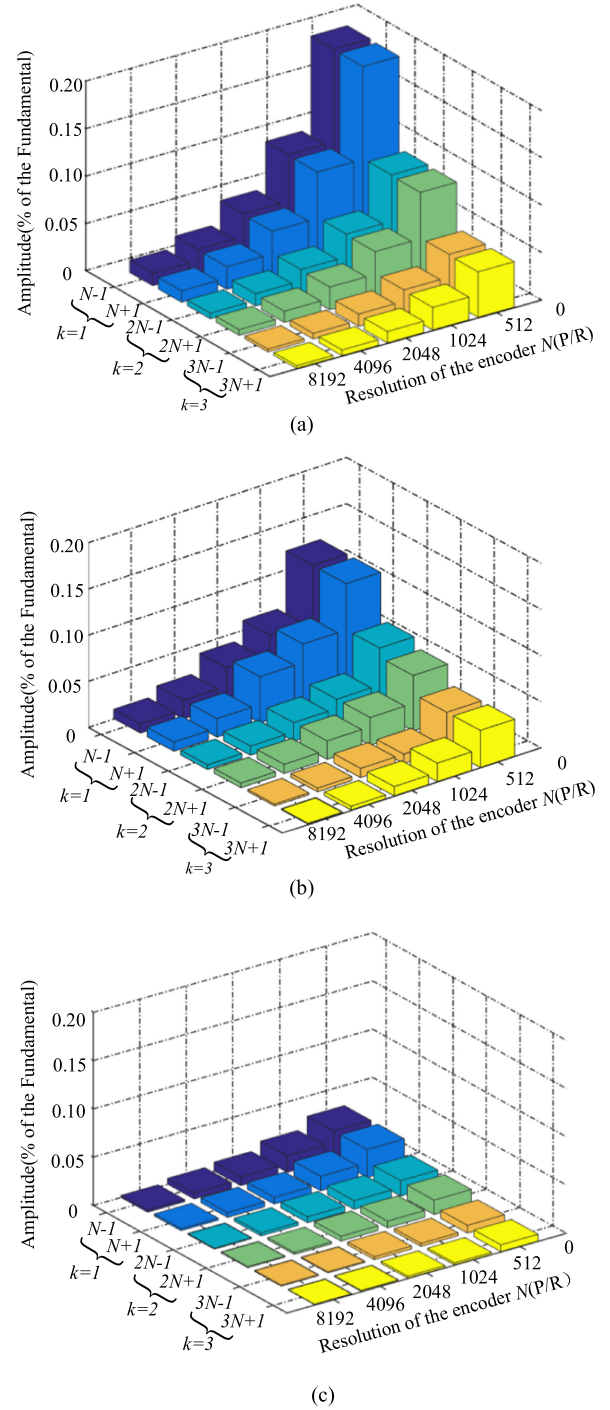 Amplitude(% of the Fundamental)
0.20
0.15
0.10
0.05
0
N-1
N+1
2N-1
2N+1
3N-1
3N+1
k=1
k=2
k=3
8192
4096
2048
1024
512
0
Resolution of the encoder N(P/R)
(a)
Amplitude(% of the Fundamental)
0.20
0.15
0.10
0.05
0
N-1
N+1
2N-1
2N+1
3N-1
3N+1
k=1
k=2
k=3
8192
4096
2048
1024
512
0
Resolution of the encoder N(P/R)
(b)
Amplitude(% of the Fundamental)
0.20
0.15
0.10
0.05
0
N-1
N+1
2N-1
2N+1
3N-1
3N+1
k=1
k=2
k=3
8192
4096
2048
1024
512
0
Resolution of the encoder N(P/R)
(c)